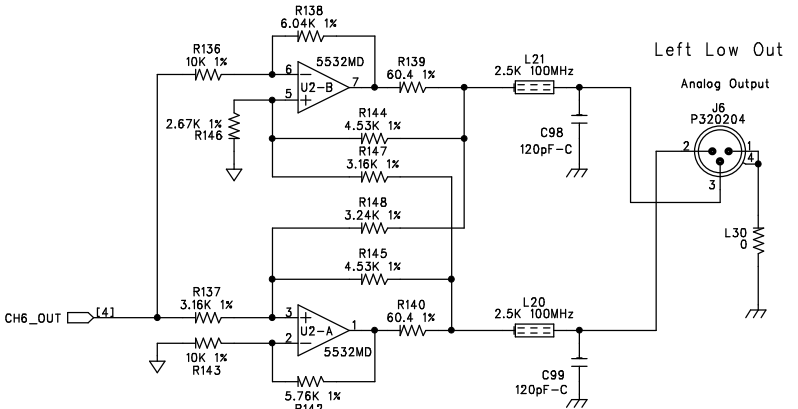 R138
6.04K 1%
R136
10K 1%
6
5532MD
U2-B
7
5
R139
60.4 1%
L21
2.5K 100MHz
Left Low Out
Analog Output
J6
P320204
2.67K 1%
R146
R144
4.53K 1%
R147
3.16K 1%
C98
120pF-C
2
1
4
3
R148
3.24K 1%
L30
0
R145
4.53K 1%
R137
3.16K 1%
CH6_OUT
[4]
3
U2-A
1
2
5532MD
R140
60.4 1%
L20
2.5K 100MHz
10K 1%
R143
5.76K 1%
R142
C99
120pF-C